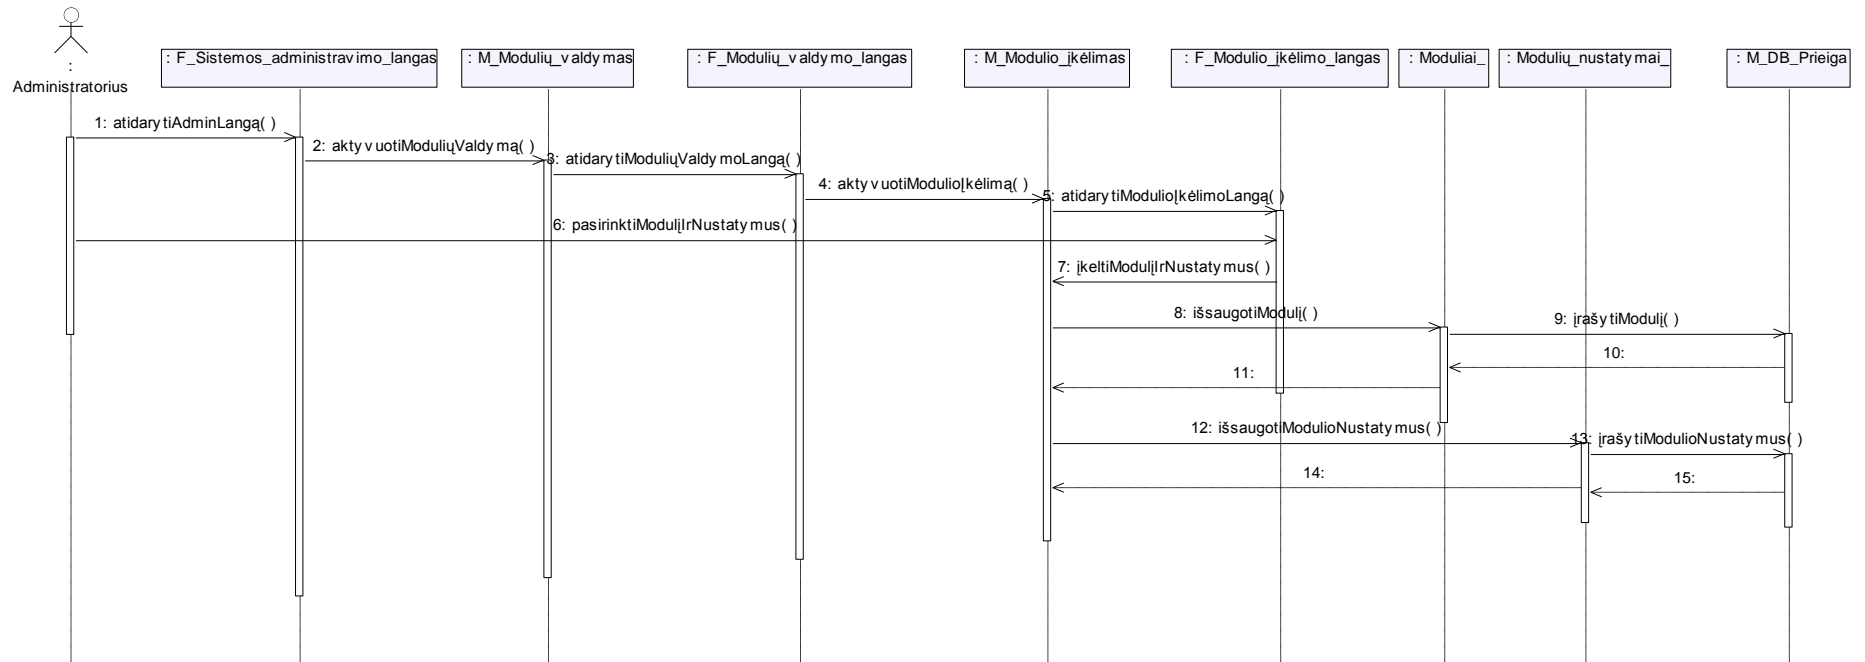 : F_Sistemos_administravimo_langas
: M_Modulių_valdymas
: F_Modulių_valdymo_langas
: M_Modulio_įkėlimas
: F_Modulio_įkėlimo_langas
: Moduliai_
: Modulių_nustatymai_
: M_DB_Prieiga
:
Administratorius
1: atidarytiAdminLangą( )
2: aktyvuotiModuliųValdymą( )
3: atidarytiModuliųValdymoLangą( )
4: aktyvuotiModulioĮkėlimą( )
5: atidarytiModulioĮkėlimoLangą( )
6: pasirinktiModulįIrNustatymus( )
7: įkeltiModulįIrNustatymus( )
8: išsaugotiModulį( )
9: įrašytiModulį( )
10:
11:
12: išsaugotiModulioNustatymus( )
13: įrašytiModulioNustatymus( )
14:
15: